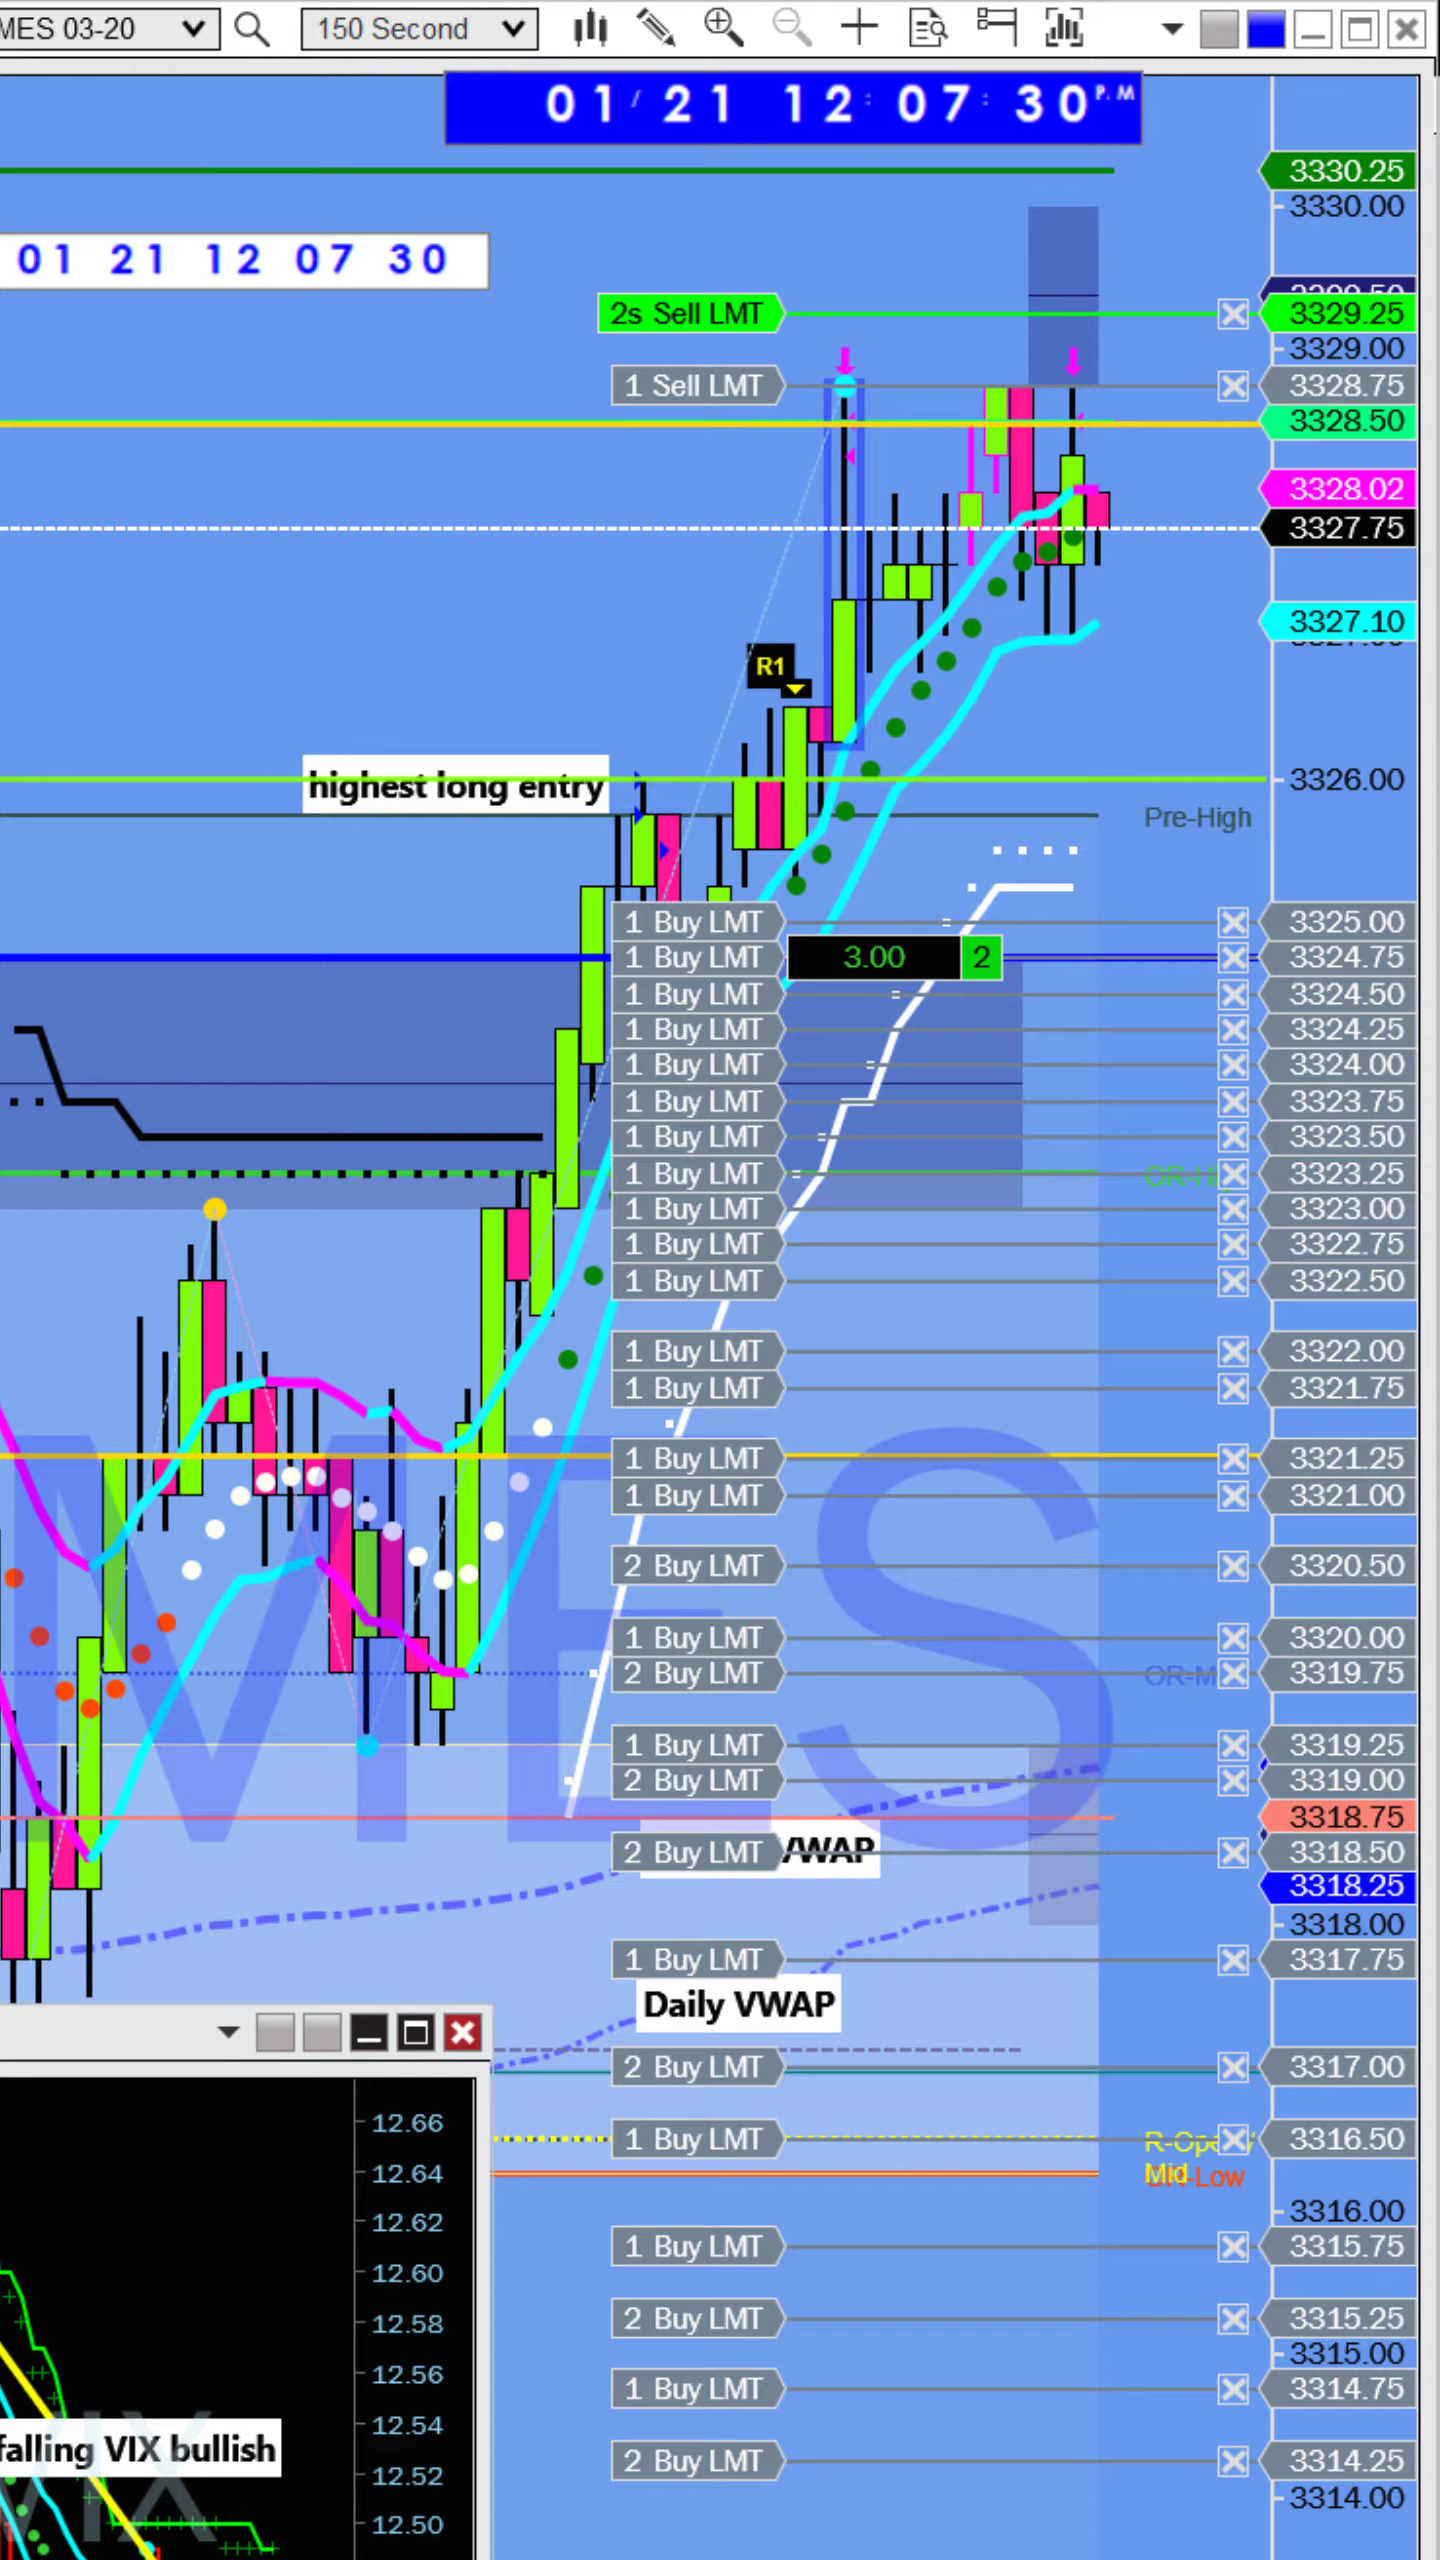 MES 03-20
150 Second
01/21 12:07:30 P.M
3330.25
3330.00
01 21 12 07 30
2s Sell LMT
3329.25
3329.00
1 Sell LMT
3328.75
3328.50
3328.02
3327.75
3327.10
R1
highest long entry
3326.00
Pre-High
1 Buy LMT
3325.00
1 Buy LMT
3.00
2
3324.75
1 Buy LMT
3324.50
1 Buy LMT
3324.25
1 Buy LMT
3324.00
1 Buy LMT
3323.75
1 Buy LMT
3323.50
1 Buy LMT
3323.25
1 Buy LMT
3323.00
1 Buy LMT
3322.75
1 Buy LMT
3322.50
1 Buy LMT
3322.00
1 Buy LMT
3321.75
1 Buy LMT
3321.25
1 Buy LMT
3321.00
MES
2 Buy LMT
3320.50
1 Buy LMT
3320.00
2 Buy LMT
3319.75
1 Buy LMT
3319.25
2 Buy LMT
3319.00
3318.75
2 Buy LMT
VWAP
3318.50
3318.25
3318.00
1 Buy LMT
3317.75
Daily VWAP
2 Buy LMT
3317.00
1 Buy LMT
3316.50
Mid
3316.00
1 Buy LMT
3315.75
2 Buy LMT
3315.25
3315.00
1 Buy LMT
3314.75
2 Buy LMT
3314.25
3314.00
12.66
12.64
12.62
12.60
12.58
12.56
12.54
falling VIX bullish
12.52
VIX
12.50